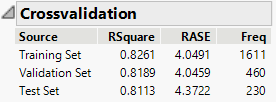 Crossvalidation
Source RSquare RASE Freq
Training Set 0.8261 4.0491 1611
Validation Set 0.8189 4.0459 460
Test Set 0.8113 4.3722 230